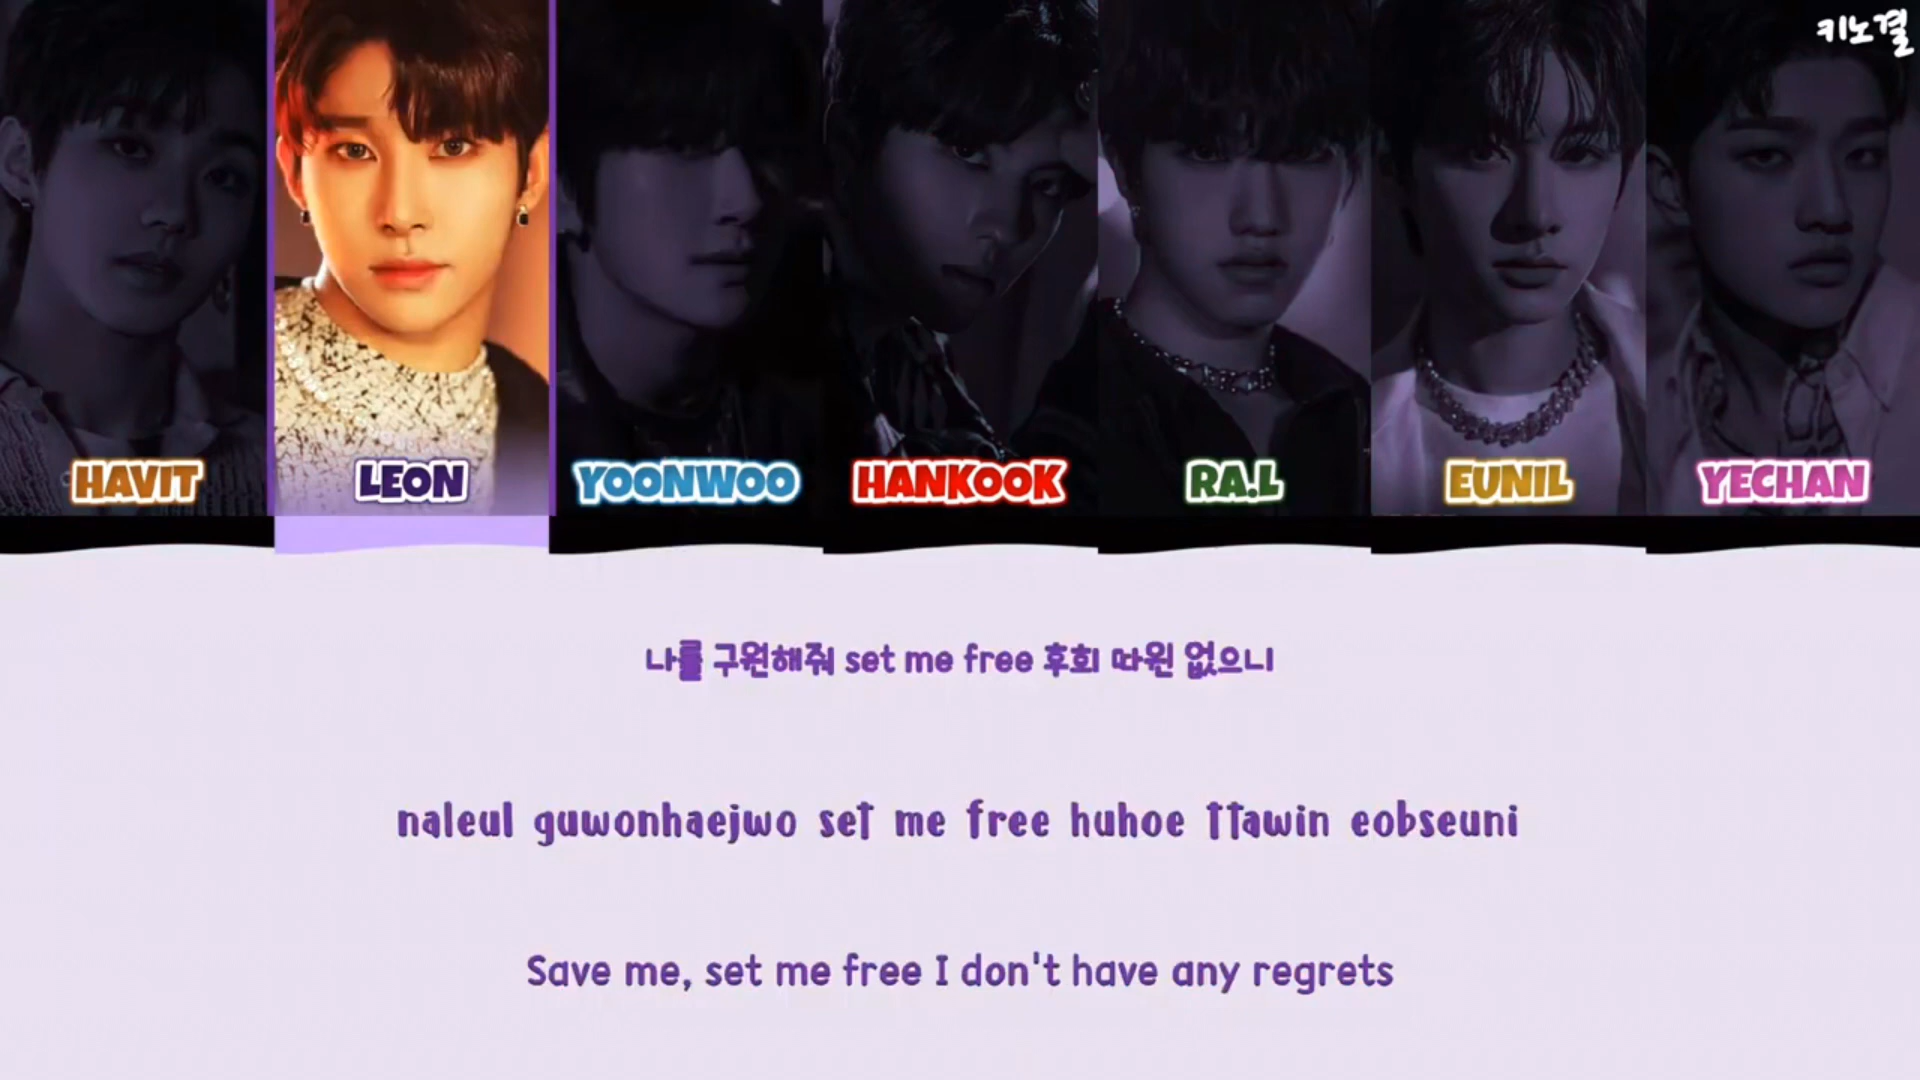 키노결
HAVIT
LEON
YOONWOO
HANKOOK
RA.L
EUNIL
YECHAN
나를 구원해줘 set me free 후회 따윈 없으니
naleul guwonhaejwo set me free huhoe ttawin eobseuni
Save me, set me free I don't have any regrets